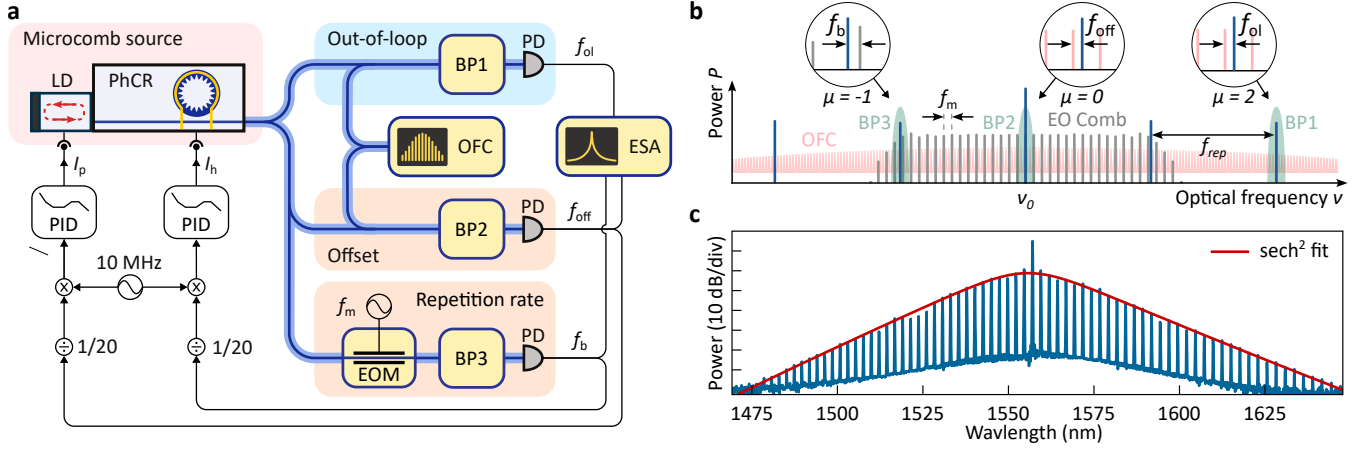 a
Microcomb source
LD
PhCR
Out-of-loop
BP1
PD
f_ol
OFC
ESA
BP2
PD
f_off
Offset
Repetition rate
f_m
EOM
BP3
PD
f_b
I_p
I_h
PID
PID
10 MHz
x
x
÷ 1/20
÷ 1/20
b
Power P
f_b
f_off
f_ol
μ = -1
μ = 0
μ = 2
f_m
BP3
BP2
EO Comb
BP1
OFC
f_rep
ν_0
Optical frequency ν
c
sech² fit
Power (10 dB/div)
1475
1500
1525
1550
1575
1600
1625
Wavlength (nm)